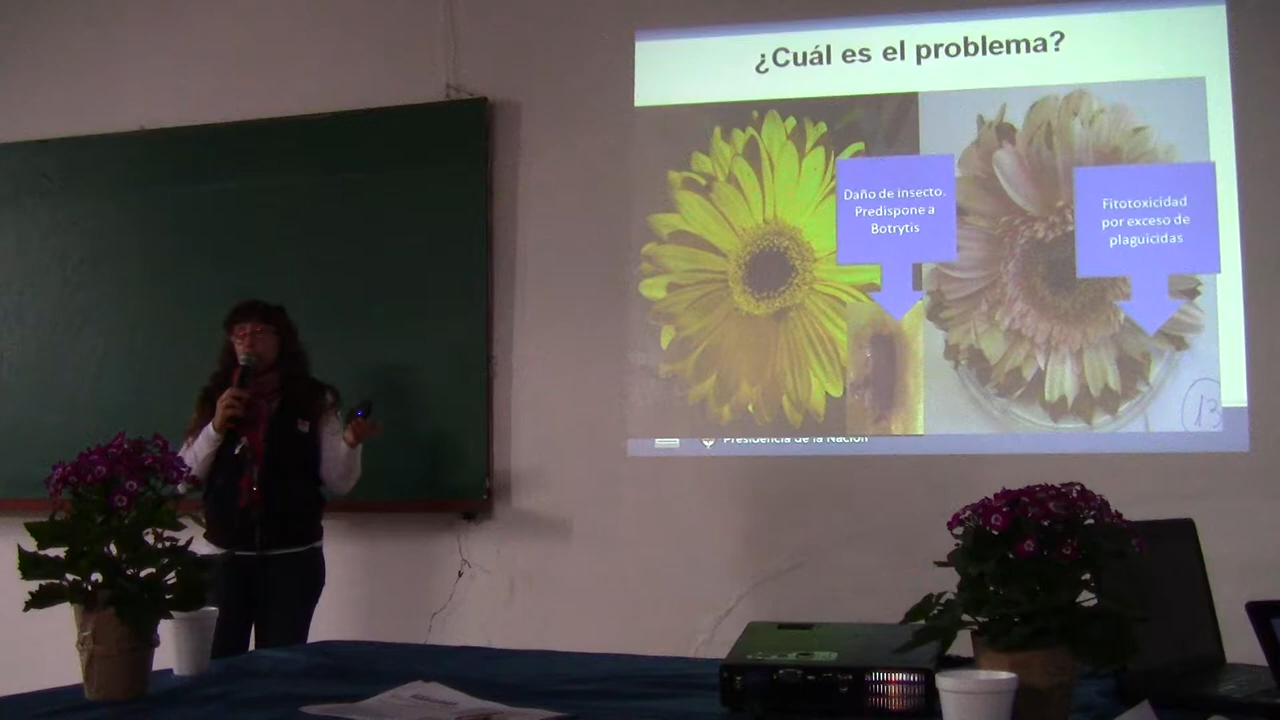 ¿Cuál es el problema?
Daño de insecto.
Predispone a
Botrytis
Fitotoxicidad
por exceso de
plaguicidas
13
Presidencia de la Nación